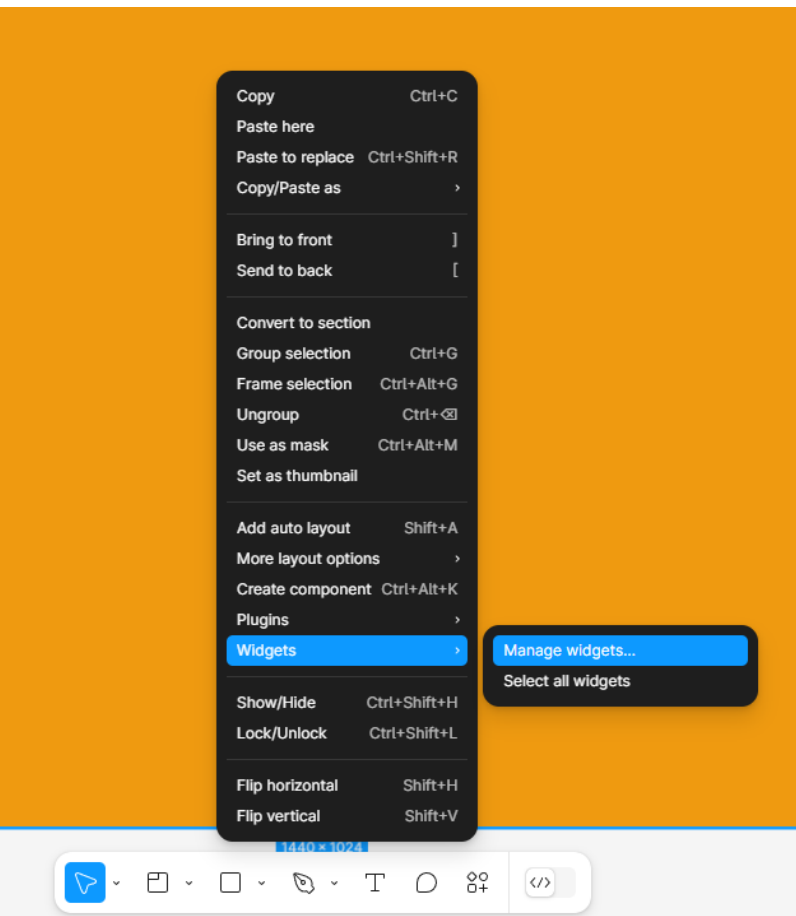 Copy Ctrl+C
Paste here
Paste to replace Ctrl+Shift+R
Copy/Paste as ›
Bring to front ]
Send to back [
Convert to section
Group selection Ctrl+G
Frame selection Ctrl+Alt+G
Ungroup Ctrl+⌫
Use as mask Ctrl+Alt+M
Set as thumbnail
Add auto layout Shift+A
More layout options ›
Create component Ctrl+Alt+K
Plugins ›
Widgets ›
Manage widgets...
Select all widgets
Show/Hide Ctrl+Shift+H
Lock/Unlock Ctrl+Shift+L
Flip horizontal Shift+H
Flip vertical Shift+V
1440 × 1024